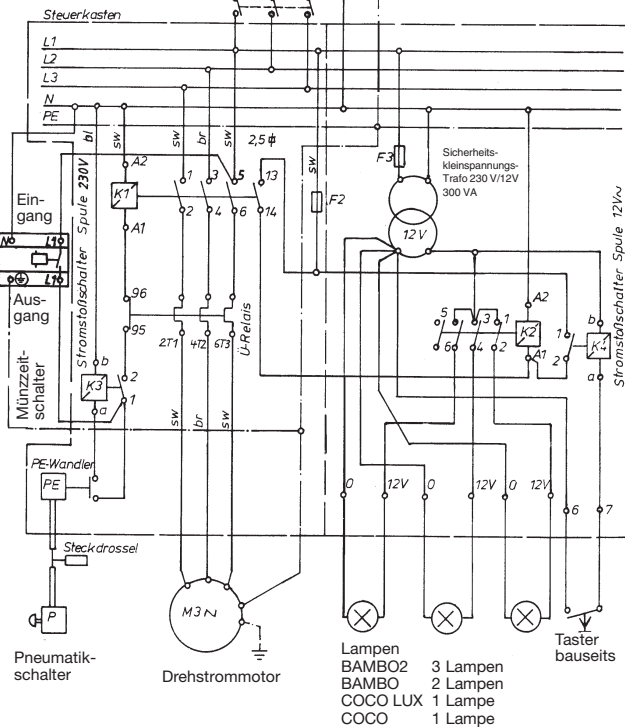 Steuerkasten
L1
L2
L3
N
PE
bl
sw
sw
br
sw
2,5 ⌀
sw
F3
Sicherheits-
kleinspannungs-
Trafo 230 V/12V
300 VA
A2
1
3
5
13
K1
F2
2
4
6
14
12V
A1
Ein-
gang
N
L1
L1
Aus-
gang
Stromstoßschalter Spule 230V
Münzzeit-
schalter
96
95
2T1
4T2
6T3
Ü-Relais
5
3
1
6
4
2
A2
K2
A1
1
2
b
K4
a
Stromstoßschalter Spule 12V~
b
K3
a
2
1
sw
br
sw
PE-Wandler
PE
0
12V
0
12V
0
12V
6
7
Steckdrossel
P
M3~
Pneumatik-
schalter
Drehstrommotor
Taster
bauseits
Lampen
BAMBO2 3 Lampen
BAMBO 2 Lampen
COCO LUX 1 Lampe
COCO 1 Lampe